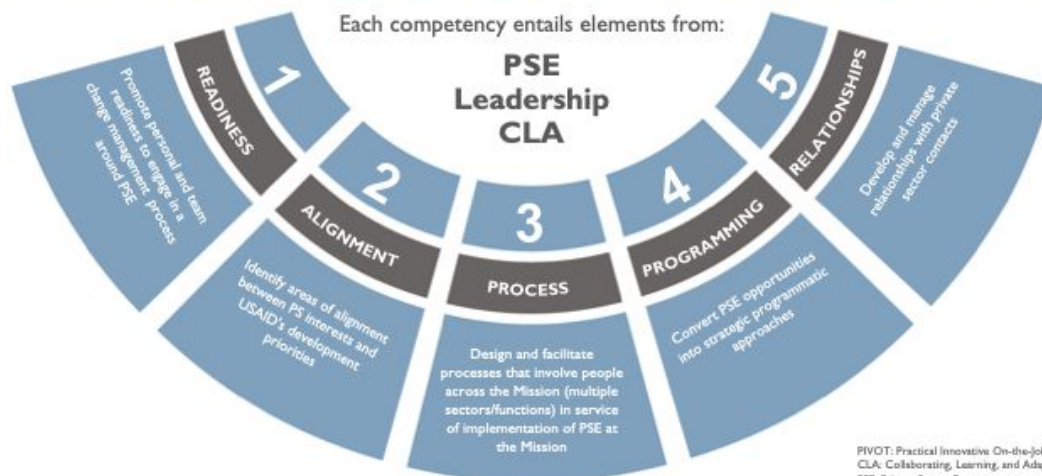 Each competency entails elements from:
PSE
Leadership
CLA
1
READINESS
Promote personal and team
readiness to engage in a
change management process
around PSE
2
ALIGNMENT
Identify areas of alignment
between PS interests and
USAID's development
priorities
3
PROCESS
Design and facilitate
processes that involve people
across the Mission (multiple
sectors/functions) in service
of implementation of PSE at
the Mission
4
PROGRAMMING
Convert PSE opportunities
into strategic programmatic
approaches
5
RELATIONSHIPS
Develop and manage
relationships with private
sector contacts
PIVOT: Practical Innovative On-the-Jo
CLA: Collaborating, Learning, and Ada